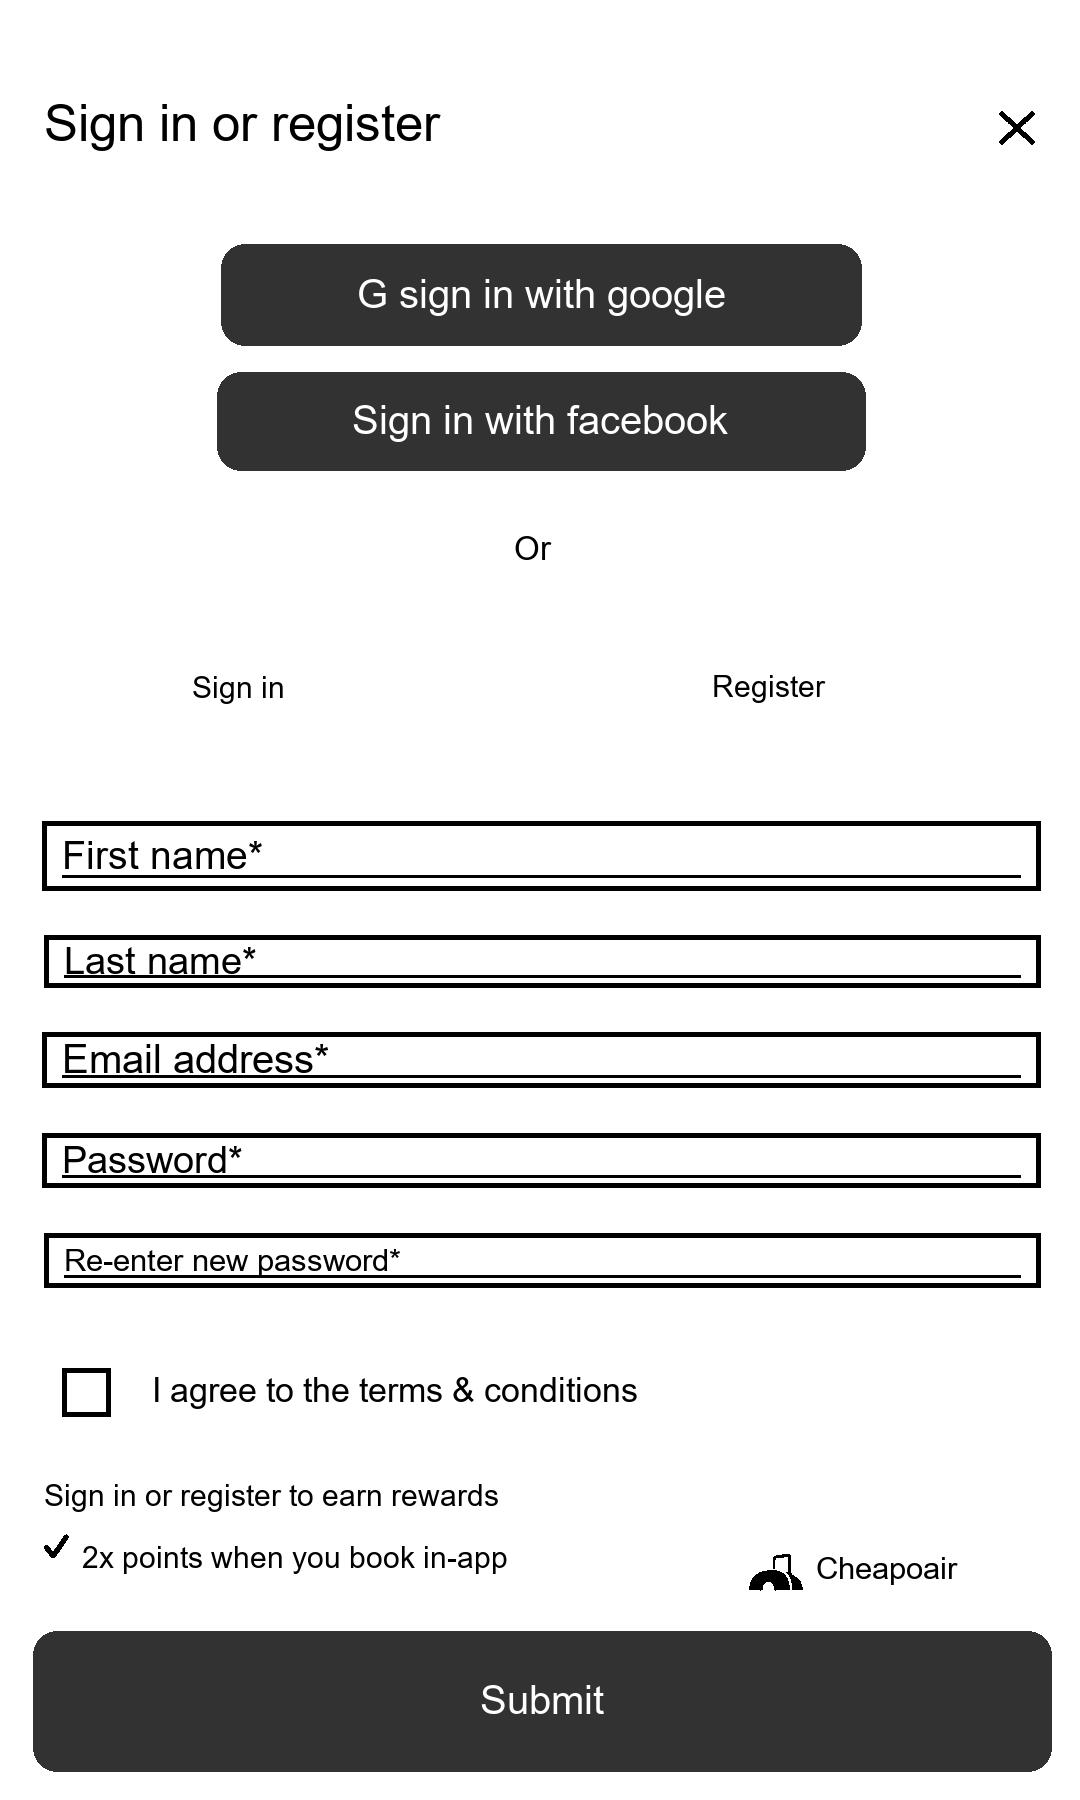 Sign in or register
G sign in with google
Sign in with facebook
Or
Sign in
Register
First name*
Last name*
Email address*
Password*
Re-enter new password*
I agree to the terms & conditions
Sign in or register to earn rewards
2x points when you book in-app
Cheapoair
Submit